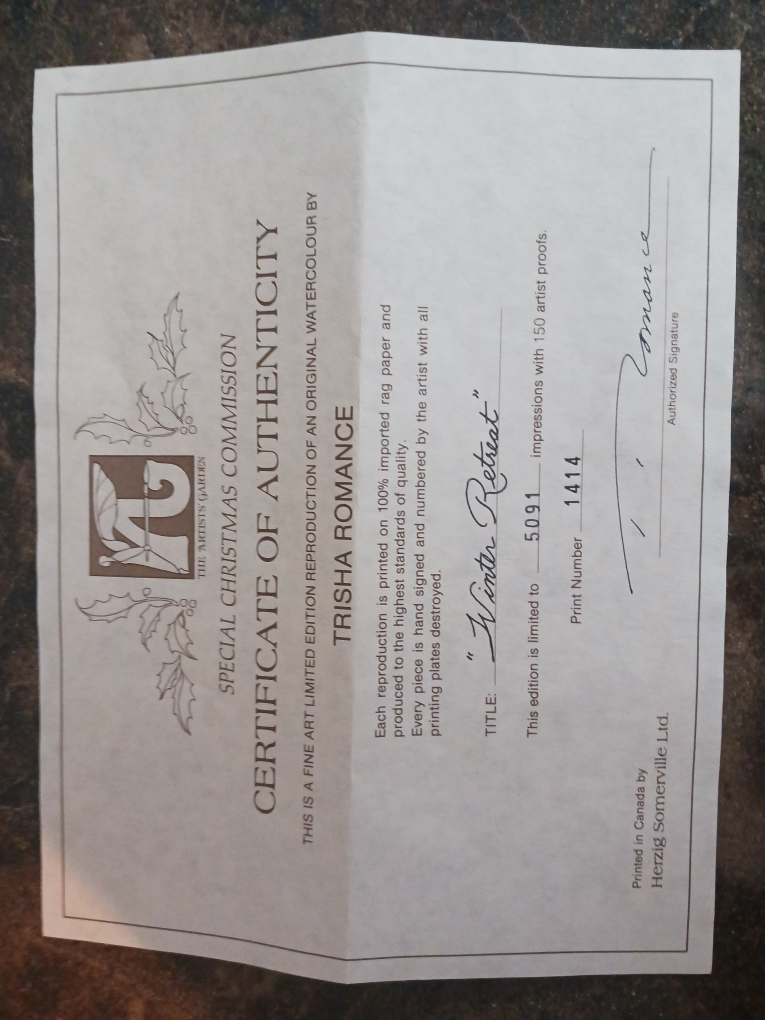 THE ARTISTS' GARDEN
SPECIAL CHRISTMAS COMMISSION
CERTIFICATE OF AUTHENTICITY
THIS IS A FINE ART LIMITED EDITION REPRODUCTION OF AN ORIGINAL WATERCOLOUR BY
TRISHA ROMANCE
Each reproduction is printed on 100% imported rag paper and
produced to the highest standards of quality.
Every piece is hand signed and numbered by the artist with all
printing plates destroyed.
TITLE: "Winter Retreat"
This edition is limited to 5091 impressions with 150 artist proofs.
Print Number 1414
T. Romance
Authorized Signature
Printed in Canada by
Herzig Somerville Ltd.